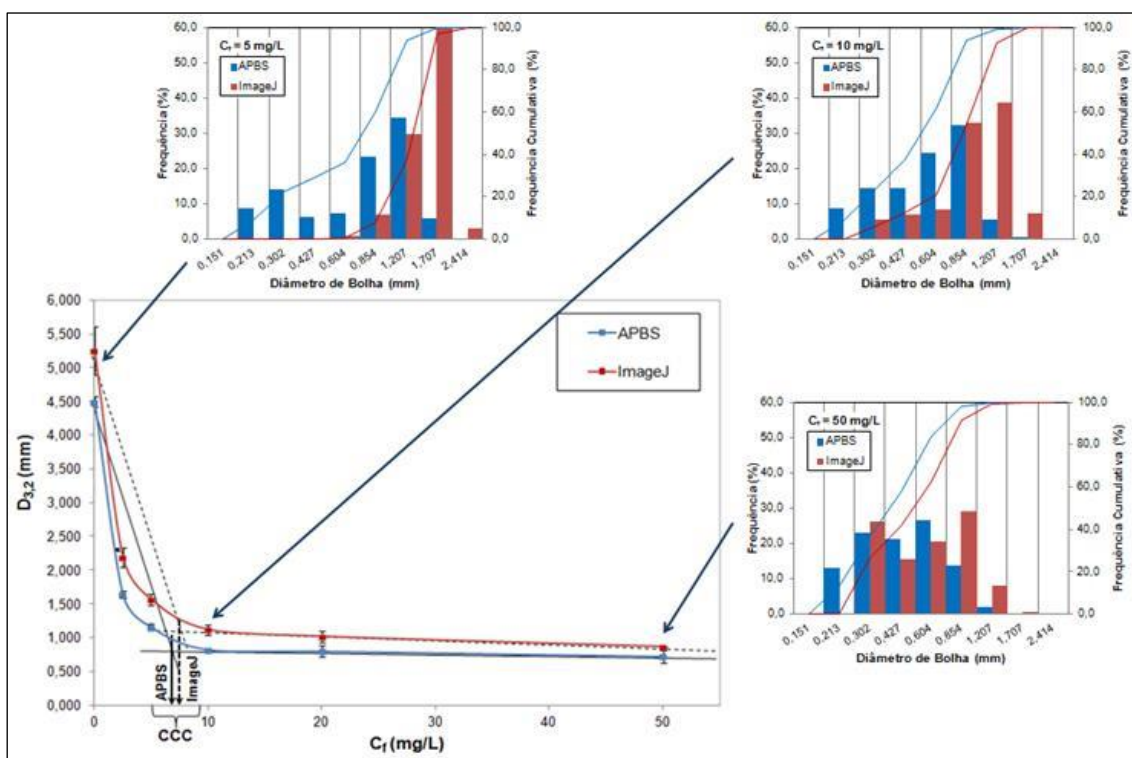 60,0
50,0
40,0
30,0
20,0
10,0
0,0
Frequência (%)
Cf = 5 mg/L
APBS
ImageJ
100,0
80,0
60,0
40,0
20,0
0,0
Frequência Cumulativa (%)
0,151 0,213 0,302 0,427 0,604 0,854 1,207 1,707 2,414
Diâmetro de Bolha (mm)
60,0
50,0
40,0
30,0
20,0
10,0
0,0
Frequência (%)
Cf = 10 mg/L
APBS
ImageJ
100,0
80,0
60,0
40,0
20,0
0,0
Frequência Cumulativa (%)
0,151 0,213 0,302 0,427 0,604 0,854 1,207 1,707 2,414
Diâmetro de Bolha (mm)
6,000
5,500
5,000
4,500
4,000
3,500
3,000
2,500
2,000
1,500
1,000
0,500
0,000
D3,2 (mm)
APBS
ImageJ
APBS
ImageJ
0 10 20 30 40 50
CCC
Cf (mg/L)
60,0
50,0
40,0
30,0
20,0
10,0
0,0
Frequência (%)
Cf = 50 mg/L
APBS
ImageJ
100,0
80,0
60,0
40,0
20,0
0,0
Frequência Cumulativa (%)
0,151 0,213 0,302 0,427 0,604 0,854 1,207 1,707 2,414
Diâmetro de Bolha (mm)